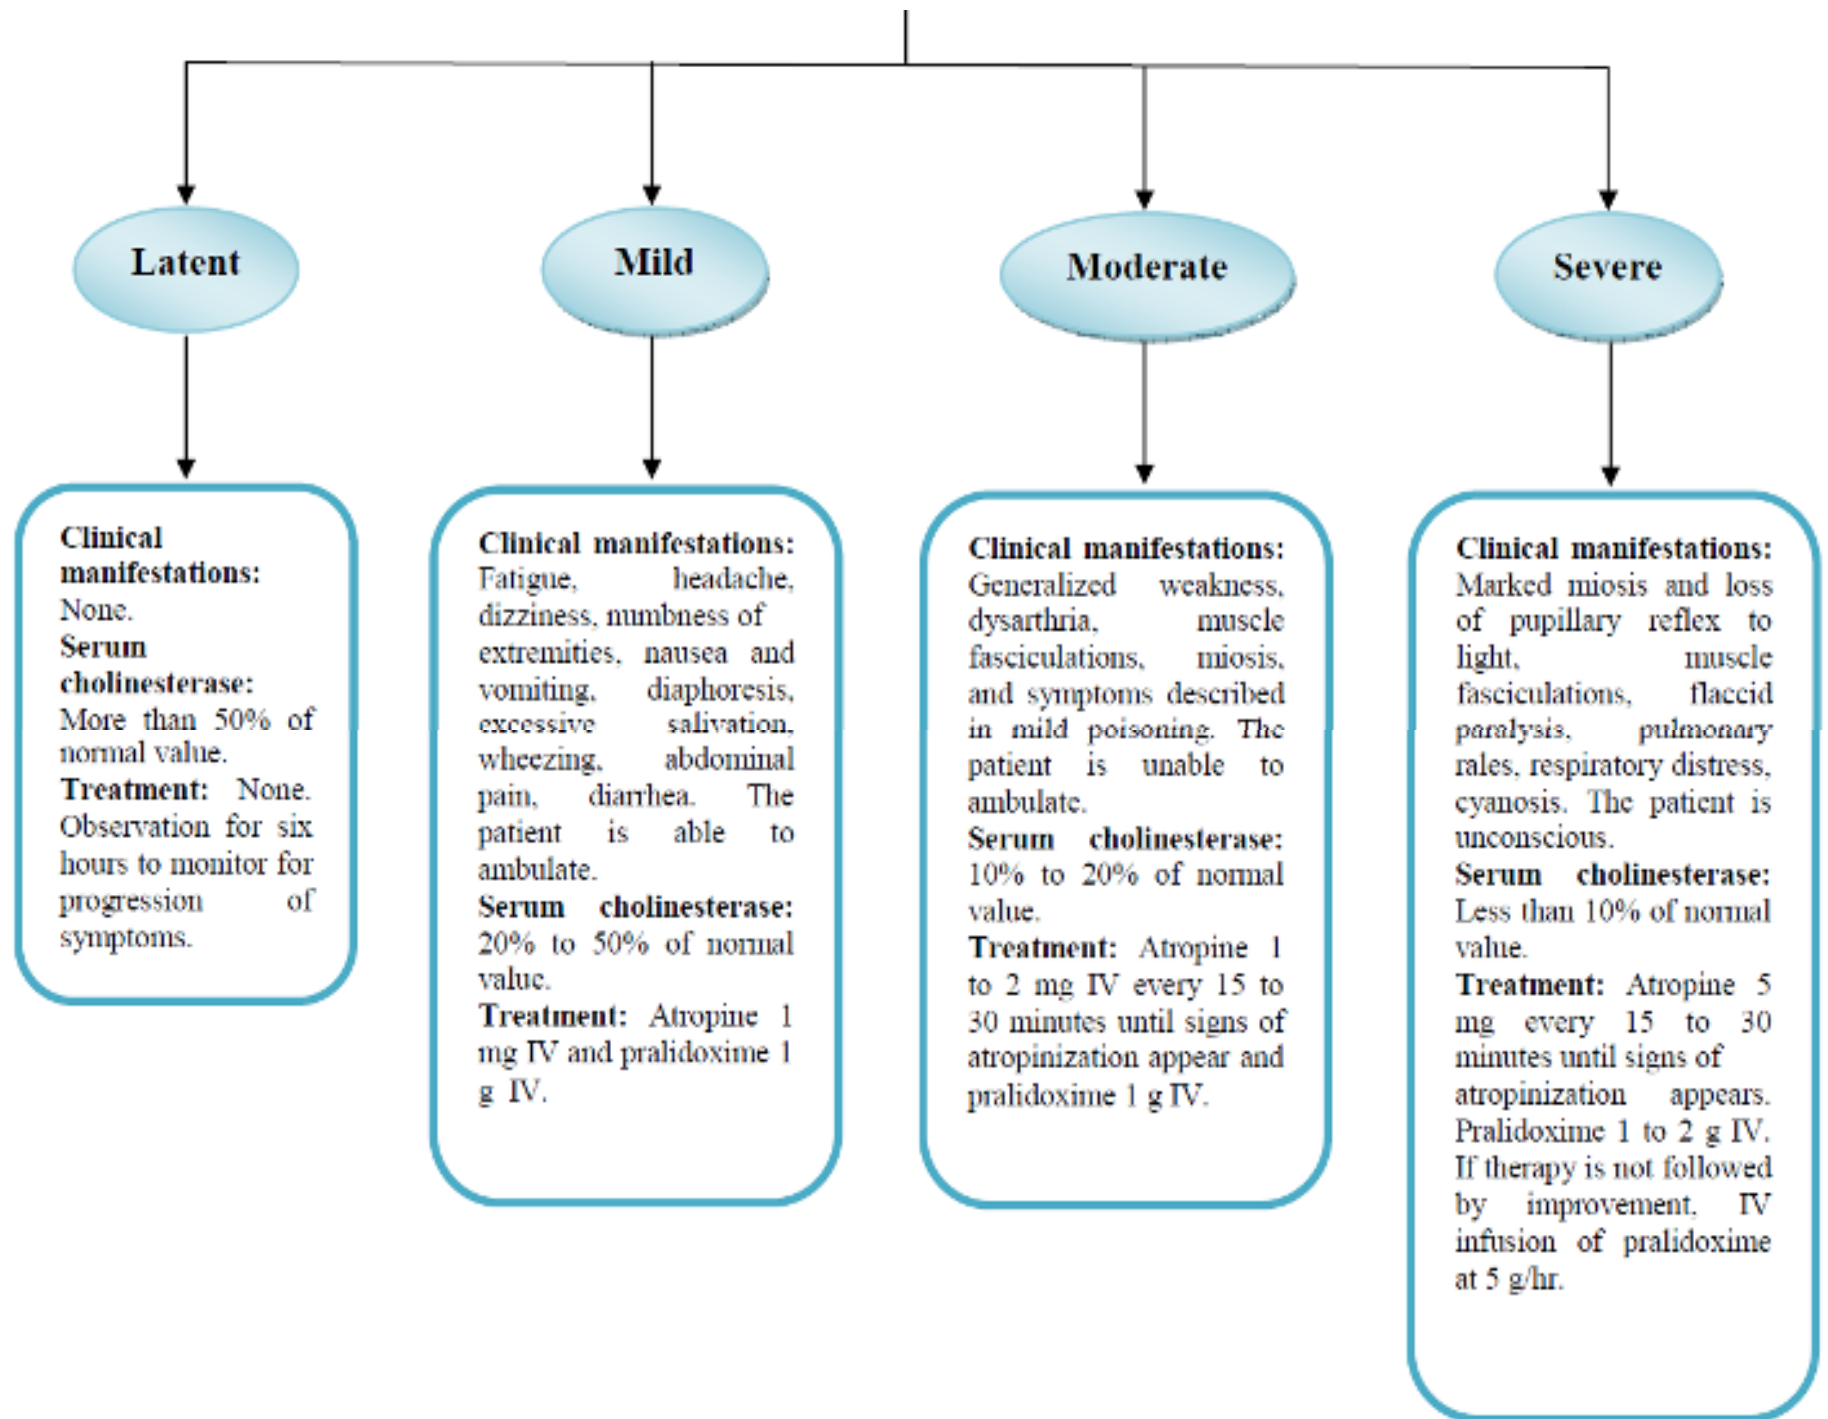 Latent
Mild
Moderate
Severe
Clinical
manifestations:
None.
Serum
cholinesterase:
More than 50% of
normal value.
Treatment: None.
Observation for six
hours to monitor for
progression of
symptoms.
Clinical manifestations:
Fatigue, headache,
dizziness, numbness of
extremities, nausea and
vomiting, diaphoresis,
excessive salivation,
wheezing, abdominal
pain, diarrhea. The
patient is able to
ambulate.
Serum cholinesterase:
20% to 50% of normal
value.
Treatment: Atropine 1
mg IV and pralidoxime 1
g IV.
Clinical manifestations:
Generalized weakness,
dysarthria, muscle
fasciculations, miosis,
and symptoms described
in mild poisoning. The
patient is unable to
ambulate.
Serum cholinesterase:
10% to 20% of normal
value.
Treatment: Atropine 1
to 2 mg IV every 15 to
30 minutes until signs of
atropinization appear and
pralidoxime 1 g IV.
Clinical manifestations:
Marked miosis and loss
of pupillary reflex to
light, muscle
fasciculations, flaccid
paralysis, pulmonary
rales, respiratory distress,
cyanosis. The patient is
unconscious.
Serum cholinesterase:
Less than 10% of normal
value.
Treatment: Atropine 5
mg every 15 to 30
minutes until signs of
atropinization appears.
Pralidoxime 1 to 2 g IV.
If therapy is not followed
by improvement, IV
infusion of pralidoxime
at 5 g/hr.